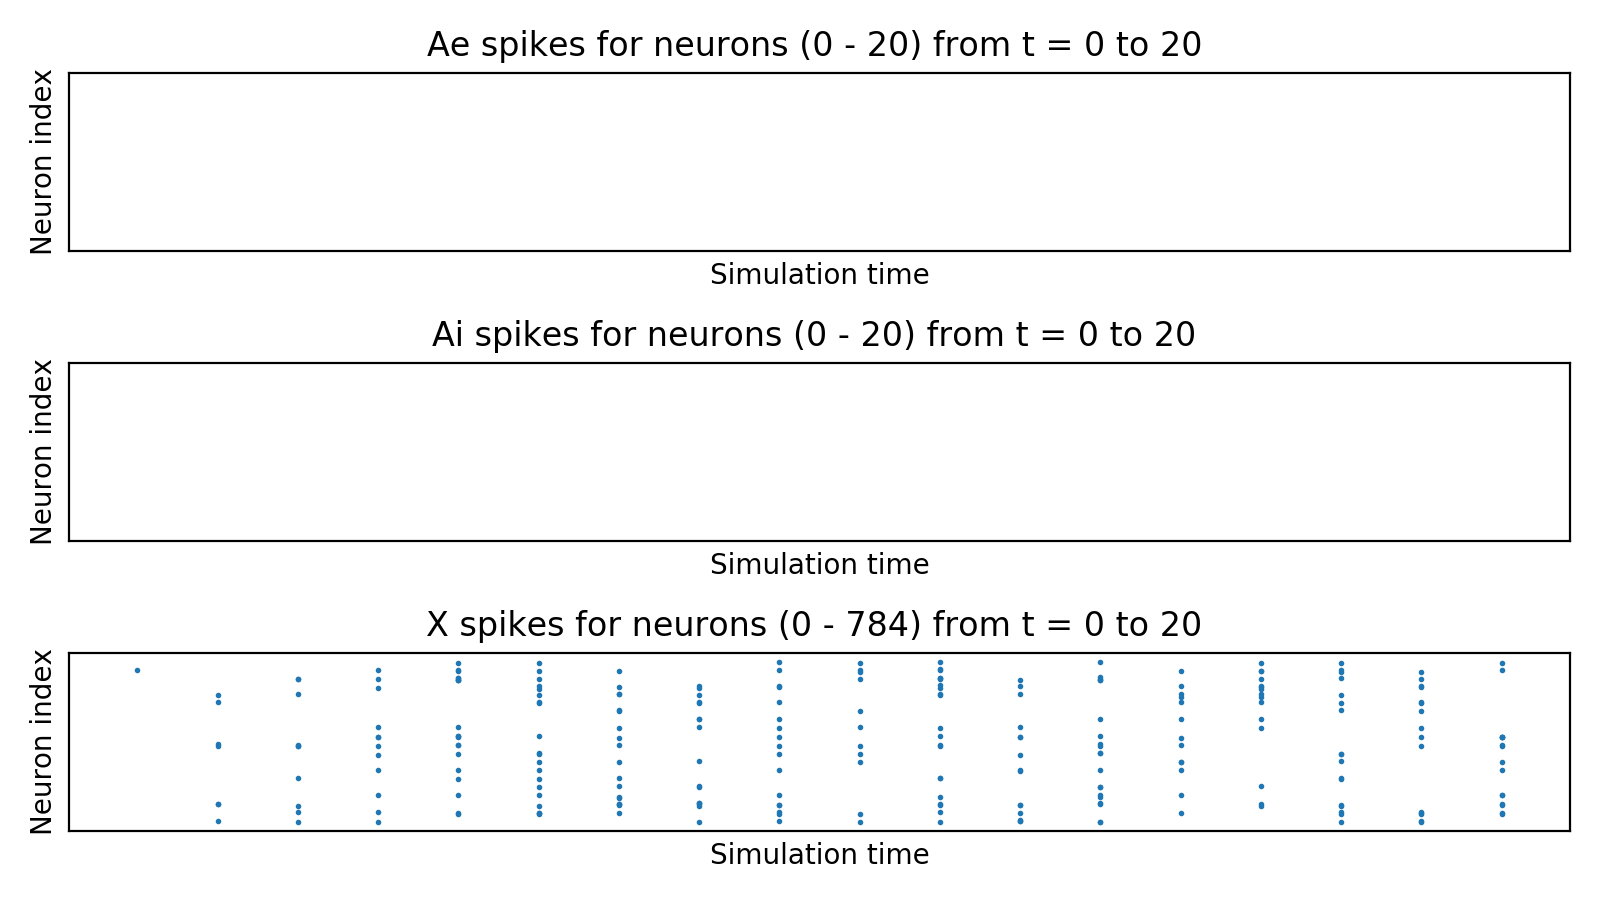 Ae spikes for neurons (0 - 20) from t = 0 to 20
Neuron index
Simulation time
Ai spikes for neurons (0 - 20) from t = 0 to 20
Neuron index
Simulation time
X spikes for neurons (0 - 784) from t = 0 to 20
Neuron index
Simulation time